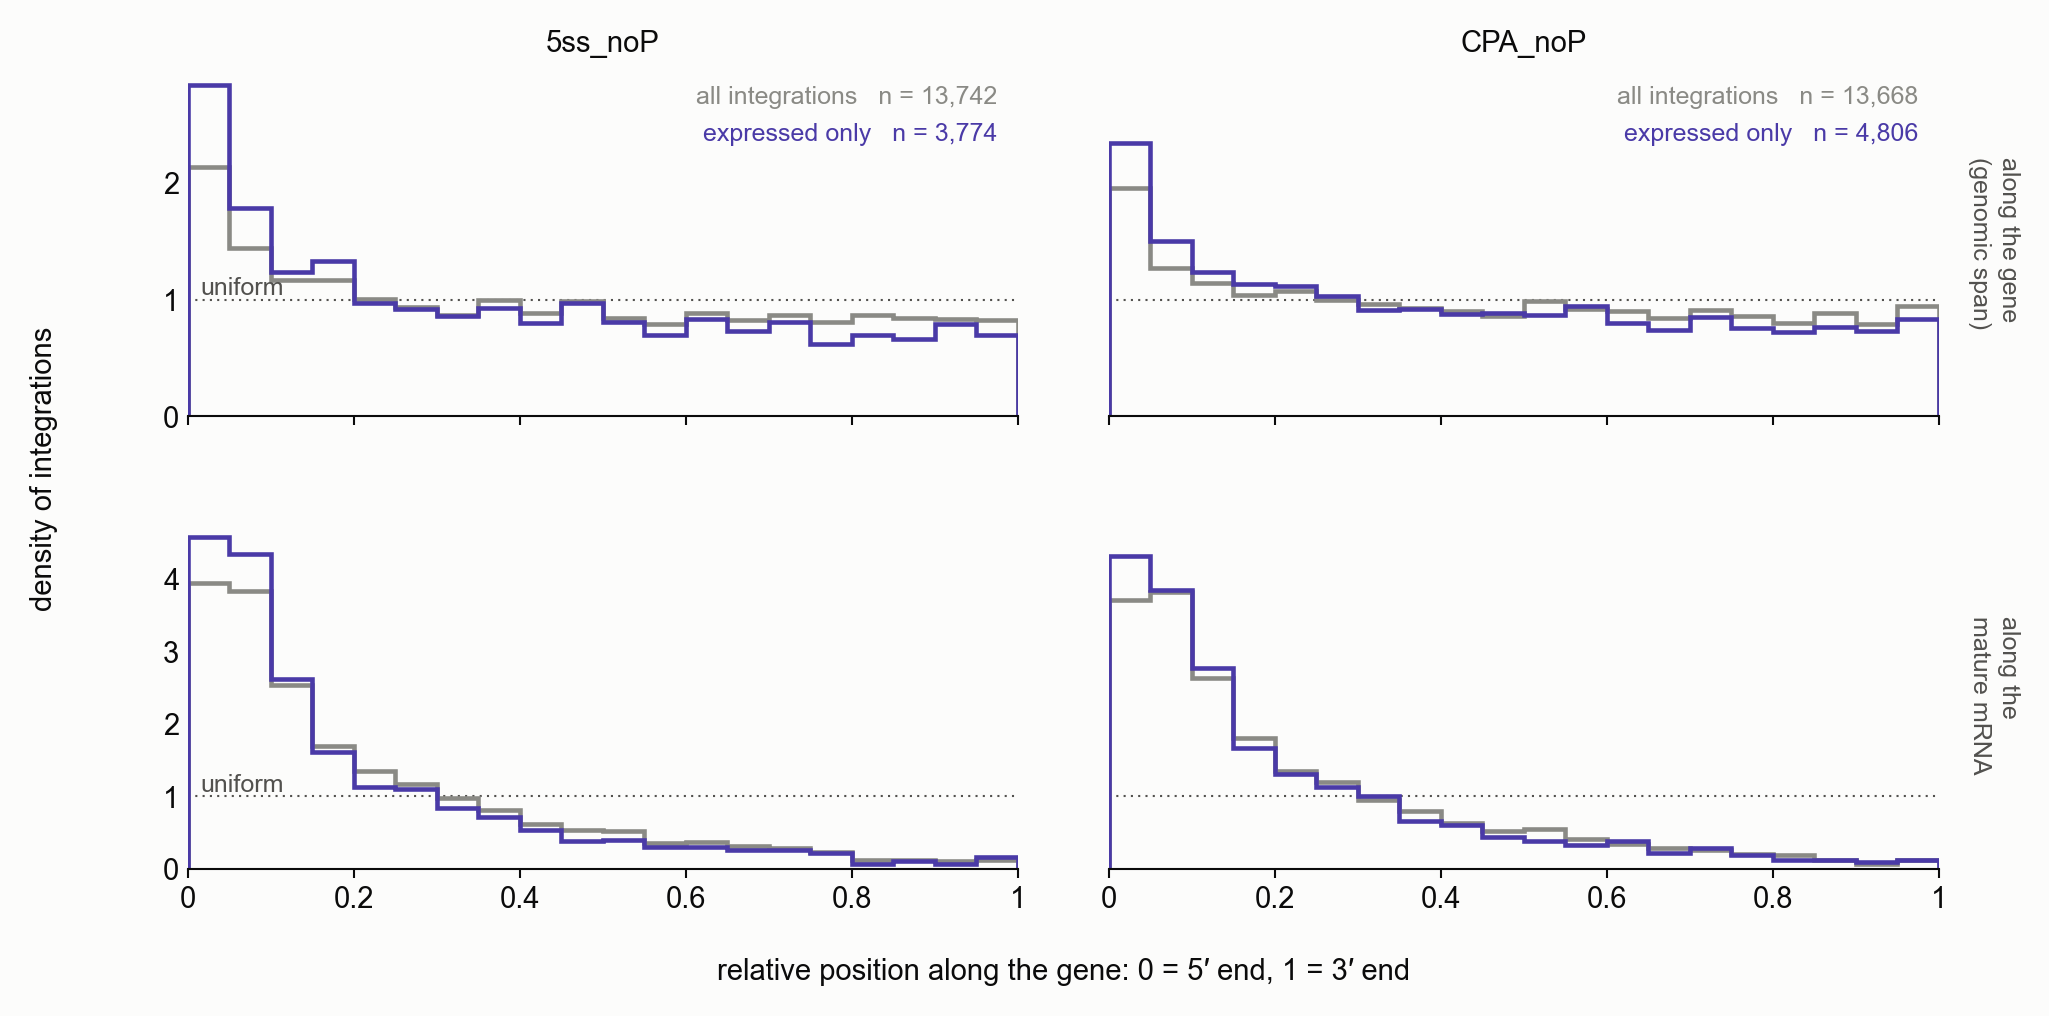 5ss_noP
CPA_noP
all integrations n = 13,742
expressed only n = 3,774
all integrations n = 13,668
expressed only n = 4,806
along the gene
(genomic span)
2
1
0
uniform
density of integrations
4
3
2
1
0
uniform
along the
mature mRNA
0 0.2 0.4 0.6 0.8 1
0 0.2 0.4 0.6 0.8 1
relative position along the gene: 0 = 5′ end, 1 = 3′ end